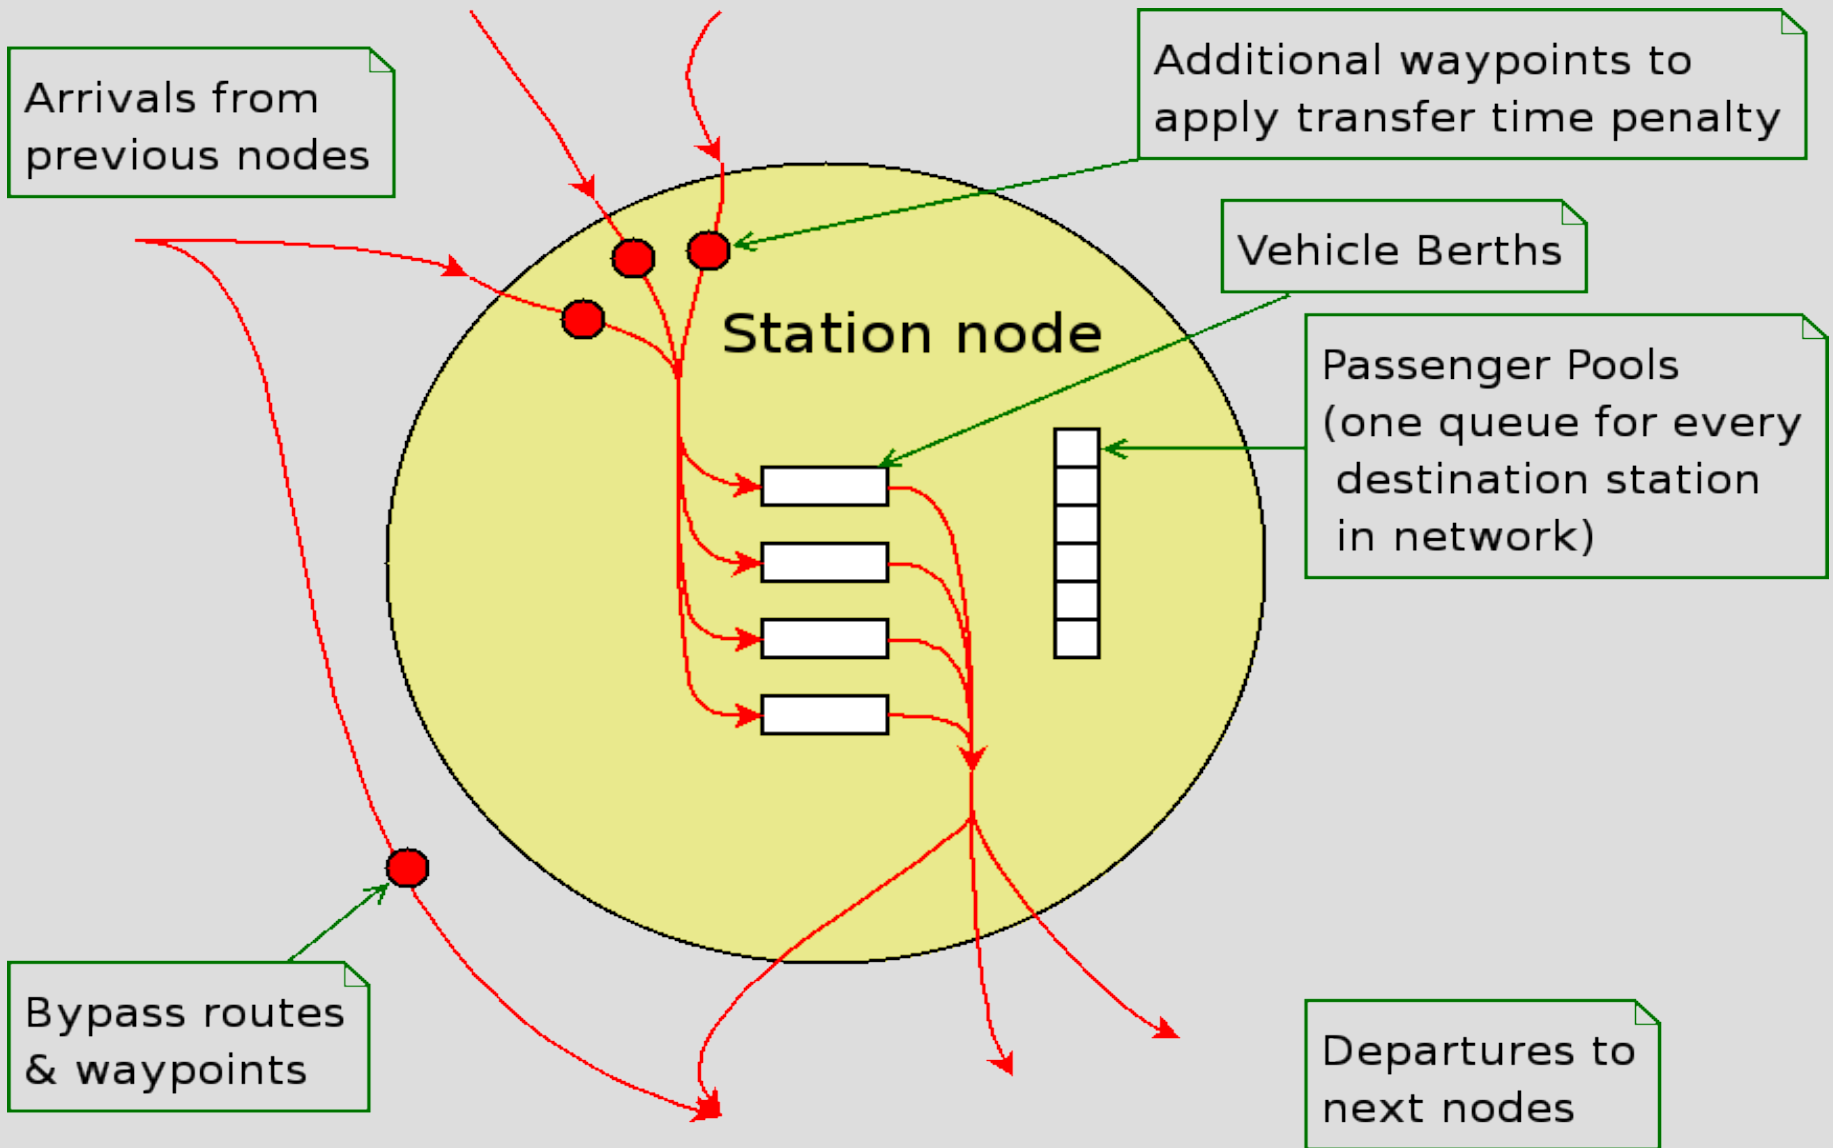 Arrivals from
previous nodes
Additional waypoints to
apply transfer time penalty
Vehicle Berths
Station node
Passenger Pools
(one queue for every
destination station
in network)
Bypass routes
& waypoints
Departures to
next nodes